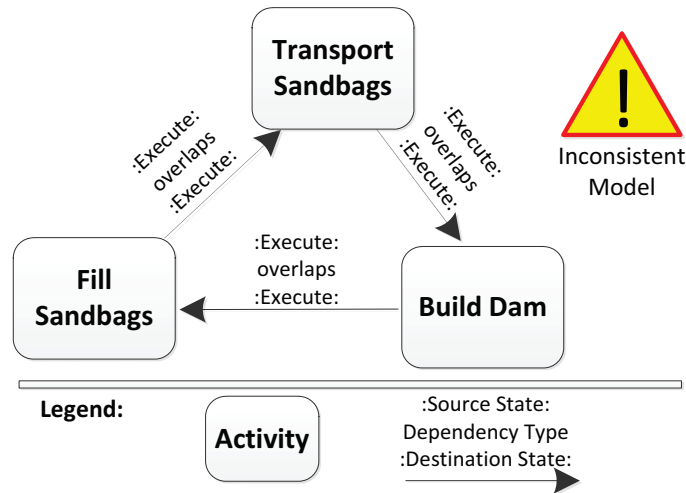 Transport
Sandbags
!
Inconsistent
Model
:Execute:
overlaps
:Execute:
:Execute:
overlaps
:Execute:
:Execute:
overlaps
:Execute:
Fill
Sandbags
Build Dam
Legend:
Activity
:Source State:
Dependency Type
:Destination State: